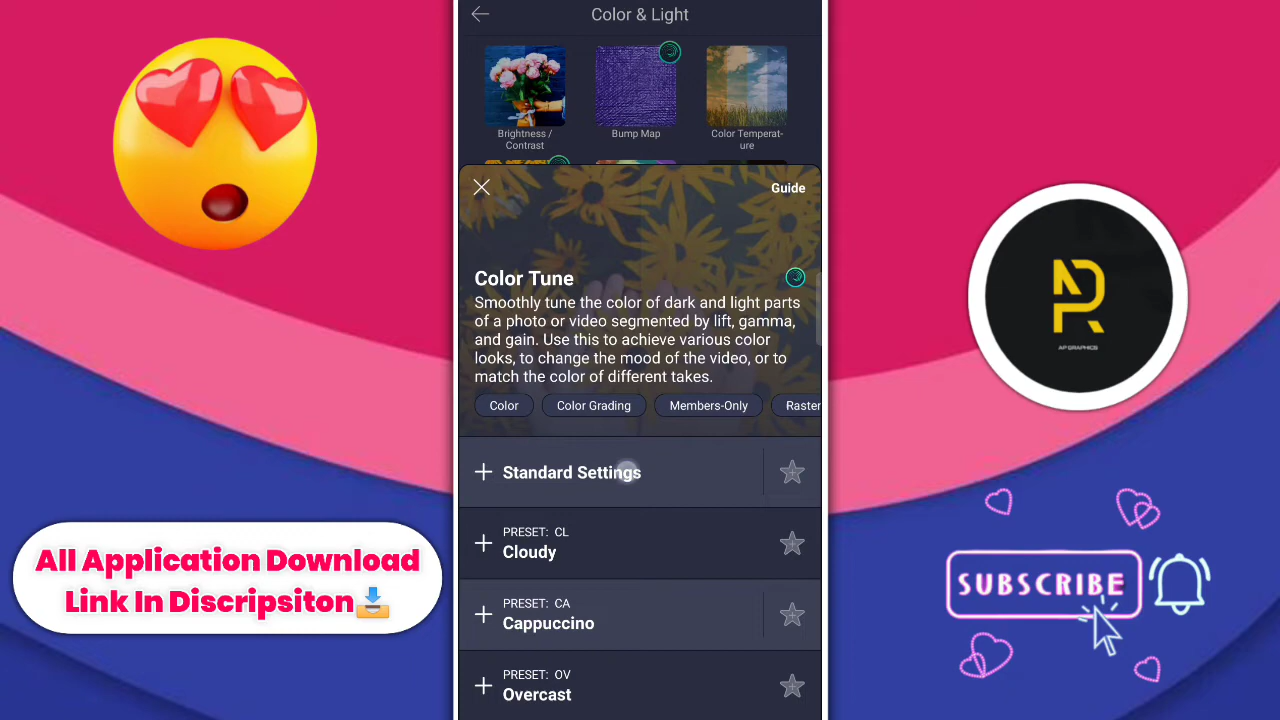 Color & Light
Brightness /
Contrast
Bump Map
Color Temperat-
ure
Guide
Color Tune
Smoothly tune the color of dark and light parts
of a photo or video segmented by lift, gamma,
and gain. Use this to achieve various color
looks, to change the mood of the video, or to
match the color of different takes.
Color
Color Grading
Members-Only
Raster
Standard Settings
PRESET: CL
Cloudy
PRESET: CA
Cappuccino
PRESET: OV
Overcast
All Application Download
Link In Discripsiton
AP GRAPHICS
SUBSCRIBE